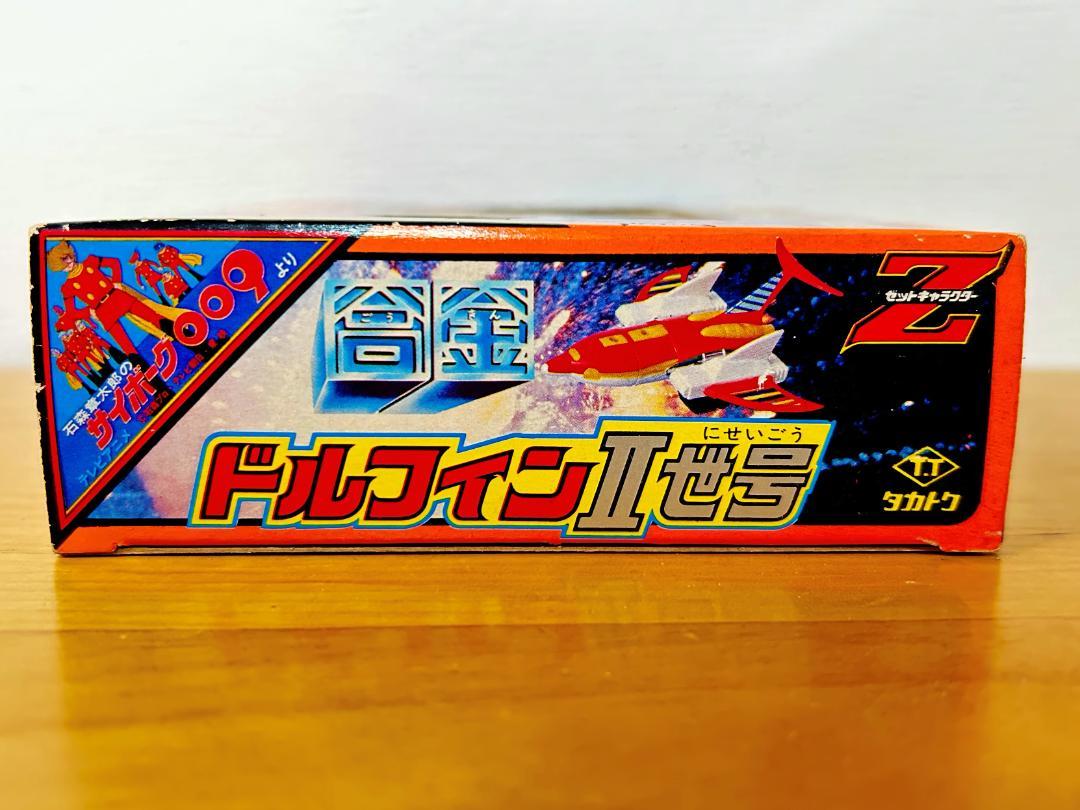 石森章太郎の
サイボーグ009より
テレビアニメ
合金
ごうきん
Z
ゼットキャラクター
にせいごう
ドルフィンⅡ世号
T.T
タカトク